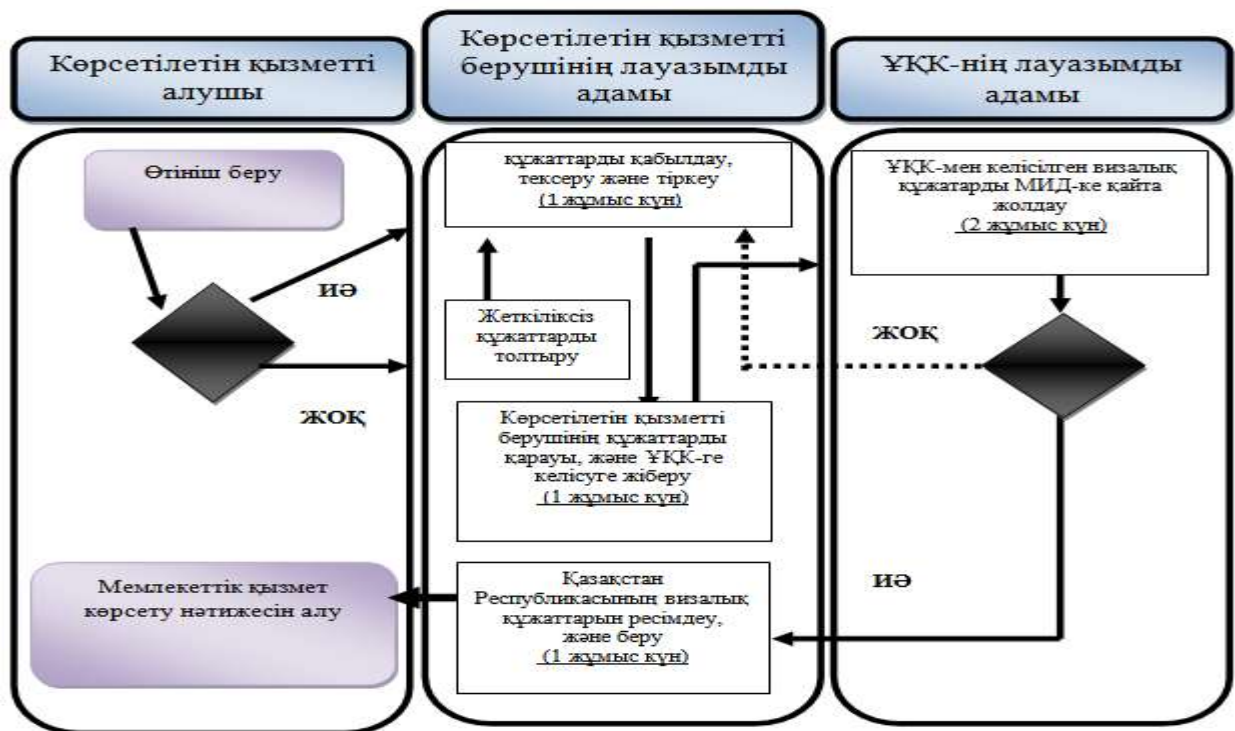 Көрсетілетін қызметті
алушы
Көрсетілетін қызметті
берушінің лауазымды
адамы
ҰҚК-нің лауазымды
адамы
Өтініш беру
ИӘ
ЖОҚ
Мемлекеттік қызмет
көрсету нәтижесін алу
құжаттарды қабылдау,
тексеру және тіркеу
(1 жұмыс күн)
Жеткіліксіз
құжаттарды
толтыру
Көрсетілетін қызметті
берушінің құжаттарды
қарауы, және ҰҚК-ге
келісуге жіберу
(1 жұмыс күн)
Қазақстан
Республикасының визалық
құжаттарын ресімдеу,
және беру
(1 жұмыс күн)
ҰҚК-мен келісілген визалық
құжатарды МИД-ке қайта
жолдау
(2 жұмыс күн)
ЖОҚ
ИӘ